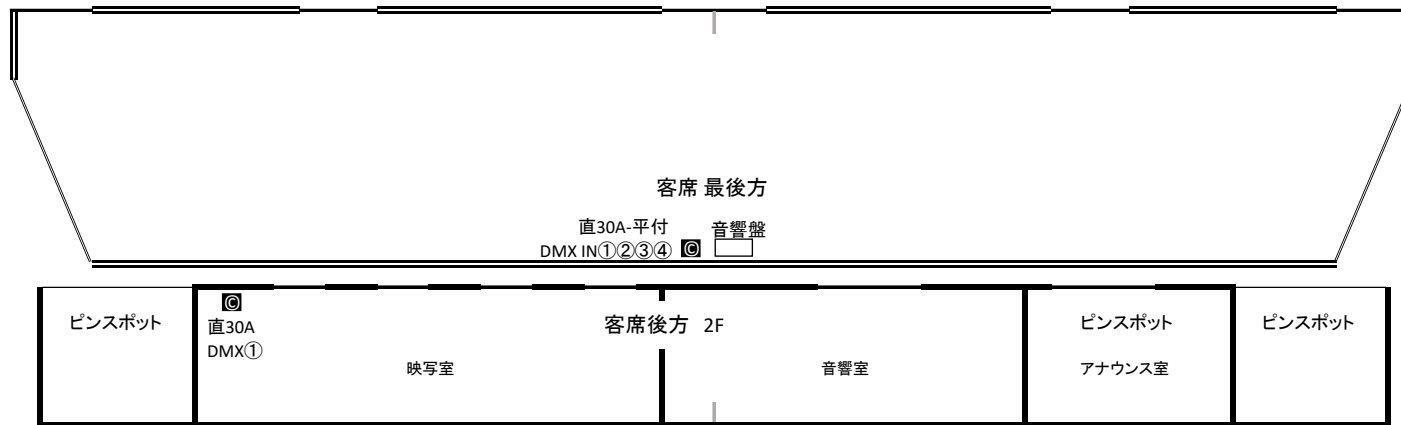 客席 最後方
直30A-平付 音響盤
DMX IN①②③④ C
ピンスポット
C
直30A
DMX①
客席後方 2F
ピンスポット
ピンスポット
映写室
音響室
アナウンス室